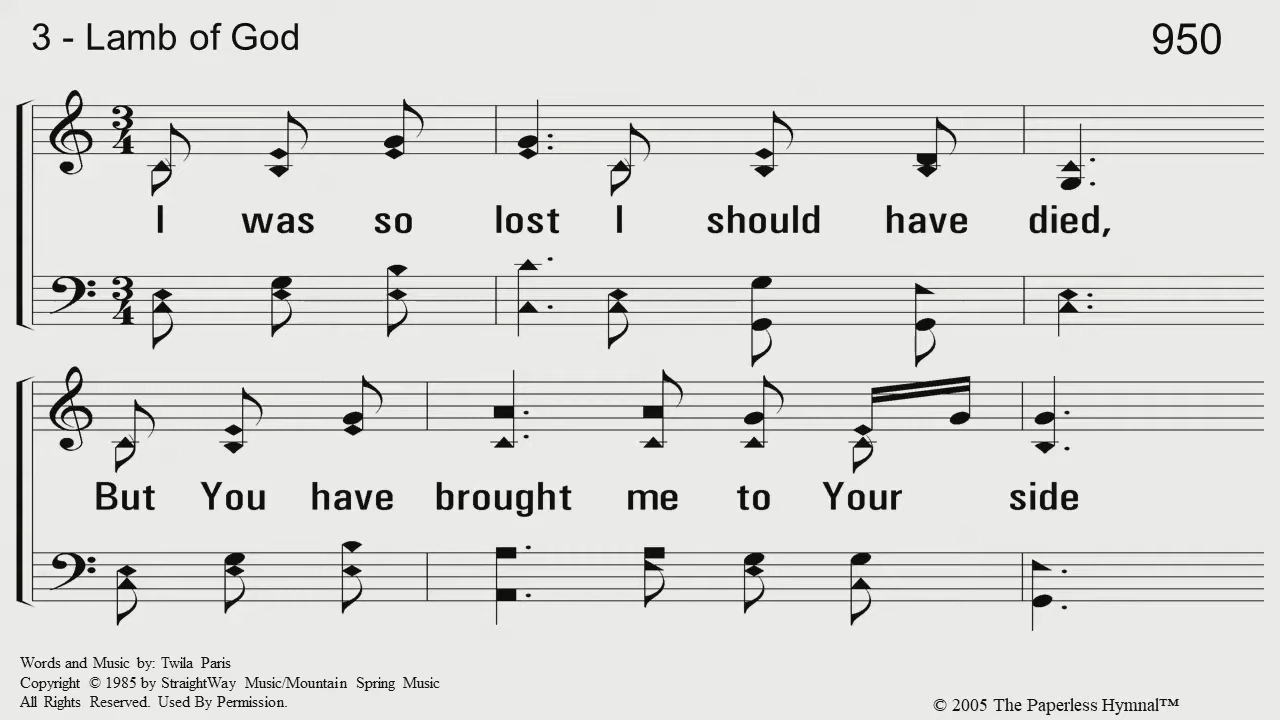 3 - Lamb of God
950
I was so lost I should have died,
But You have brought me to Your side
Words and Music by: Twila Paris
Copyright © 1985 by StraightWay Music/Mountain Spring Music
All Rights Reserved. Used By Permission.
© 2005 The Paperless Hymnal™